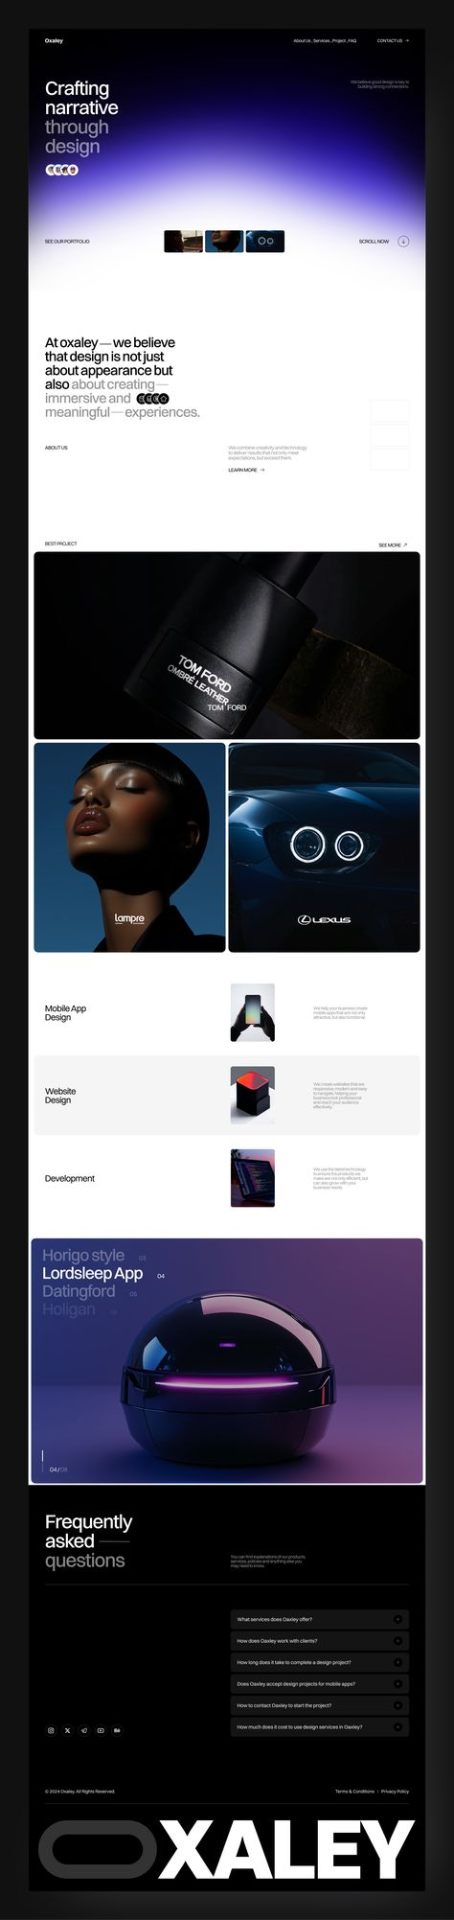 Oxaley
About Us , Services , Project , FAQ
CONTACT US
We believe good design is key to
building strong connections.
Crafting
narrative
through
design
SEE OUR PORTFOLIO
SCROLL NOW
At oxaley — we believe
that design is not just
about appearance but
also about creating —
immersive and
meaningful — experiences.
ABOUT US
We combine creativity and technology
to deliver results that not only meet
expectations, but exceed them.
LEARN MORE
BEST PROJECT
SEE MORE
TOM FORD
OMBRÉ LEATHER
TOM FORD
lampre
LEXUS
Mobile App
Design
We help your business create
mobile apps that are not only
attractive, but also functional.
Website
Design
We create websites that are
responsive, modern and easy
to navigate, helping your
business look professional
and reach your audience
effectively.
Development
We use the latest technology
to ensure the products we
make are not only efficient, but
can also grow with your
business needs.
Horigo style 03
Lordsleep App 04
Datingford 05
Holigan
04/08
Frequently
asked
questions
You can find explanations of our products,
services, policies and anything else you
may need to know.
What services does Oaxley offer?
How does Oaxley work with clients?
How long does it take to complete a design project?
Does Oaxley accept design projects for mobile apps?
How to contact Oaxley to start the project?
How much does it cost to use design services in Oaxley?
© 2024 Oxaley. All Rights Reserved.
Terms & Conditions | Privacy Policy
OXALEY